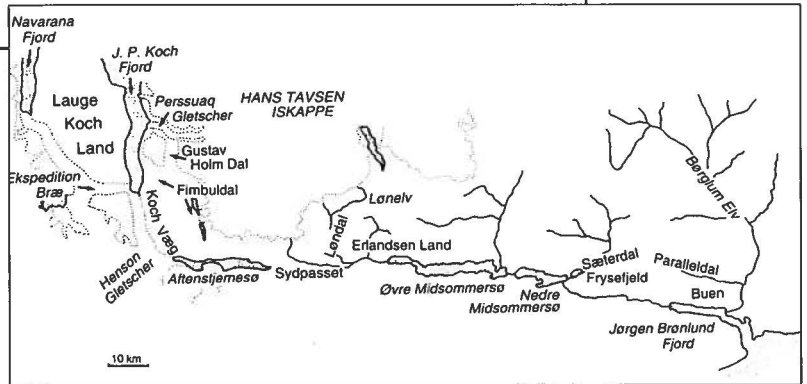 Navarana
Fjord
J. P. Koch
Fjord
Lauge
Koch
Land
Perssuaq
Gletscher
HANS TAVSEN
ISKAPPE
Gustav
Holm Dal
Ekspedition
Bræ
Fimbuldal
Koch Væg
Henson
Gletscher
Aftenstjernesø
Sydpasset
Løndal
Lønelv
Erlandsen Land
Øvre Midsommersø
Nedre
Midsommersø
Sæterdal
Frysefjeld
Børglum Elv
Paralleldal
Buen
Jørgen Brønlund
Fjord
10 km